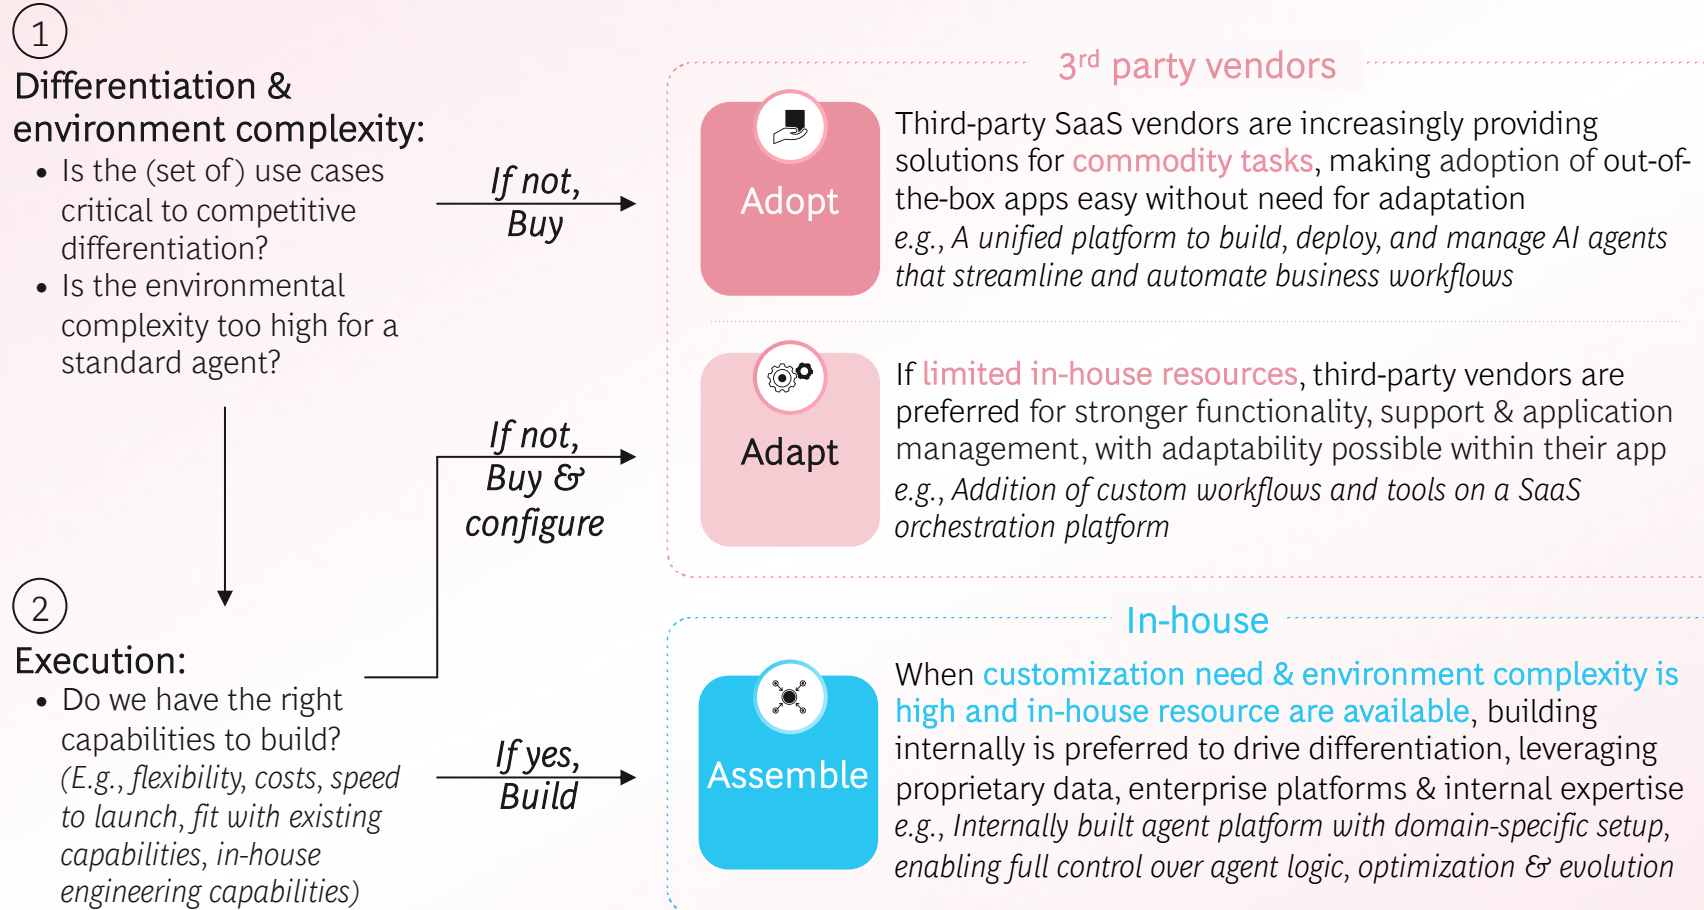 1
Differentiation &
environment complexity:
• Is the (set of) use cases
critical to competitive
differentiation?
• Is the environmental
complexity too high for a
standard agent?
If not,
Buy
If not,
Buy &
configure
2
Execution:
• Do we have the right
capabilities to build?
(E.g., flexibility, costs, speed
to launch, fit with existing
capabilities, in-house
engineering capabilities)
If yes,
Build
3rd party vendors
Adopt
Third-party SaaS vendors are increasingly providing
solutions for commodity tasks, making adoption of out-of-
the-box apps easy without need for adaptation
e.g., A unified platform to build, deploy, and manage AI agents
that streamline and automate business workflows
Adapt
If limited in-house resources, third-party vendors are
preferred for stronger functionality, support & application
management, with adaptability possible within their app
e.g., Addition of custom workflows and tools on a SaaS
orchestration platform
In-house
Assemble
When customization need & environment complexity is
high and in-house resource are available, building
internally is preferred to drive differentiation, leveraging
proprietary data, enterprise platforms & internal expertise
e.g., Internally built agent platform with domain-specific setup,
enabling full control over agent logic, optimization & evolution